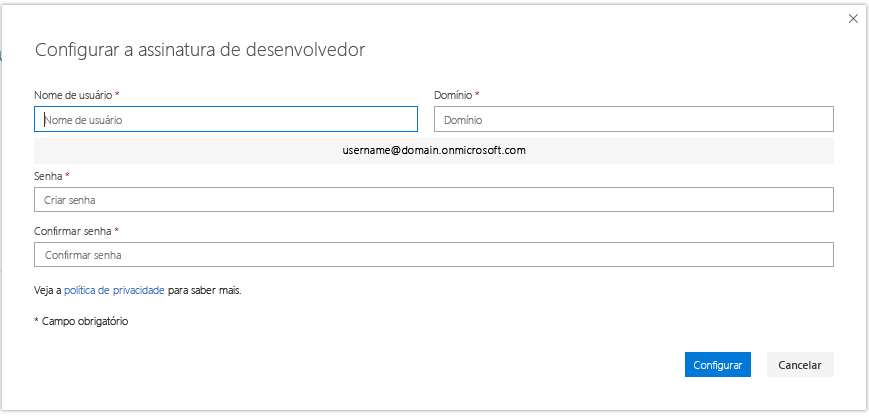 Configurar a assinatura de desenvolvedor
Nome de usuário *
Domínio *
Nome de usuário
Domínio
username@domain.onmicrosoft.com
Senha *
Criar senha
Confirmar senha *
Confirmar senha
Veja a política de privacidade para saber mais.
* Campo obrigatório
Configurar
Cancelar